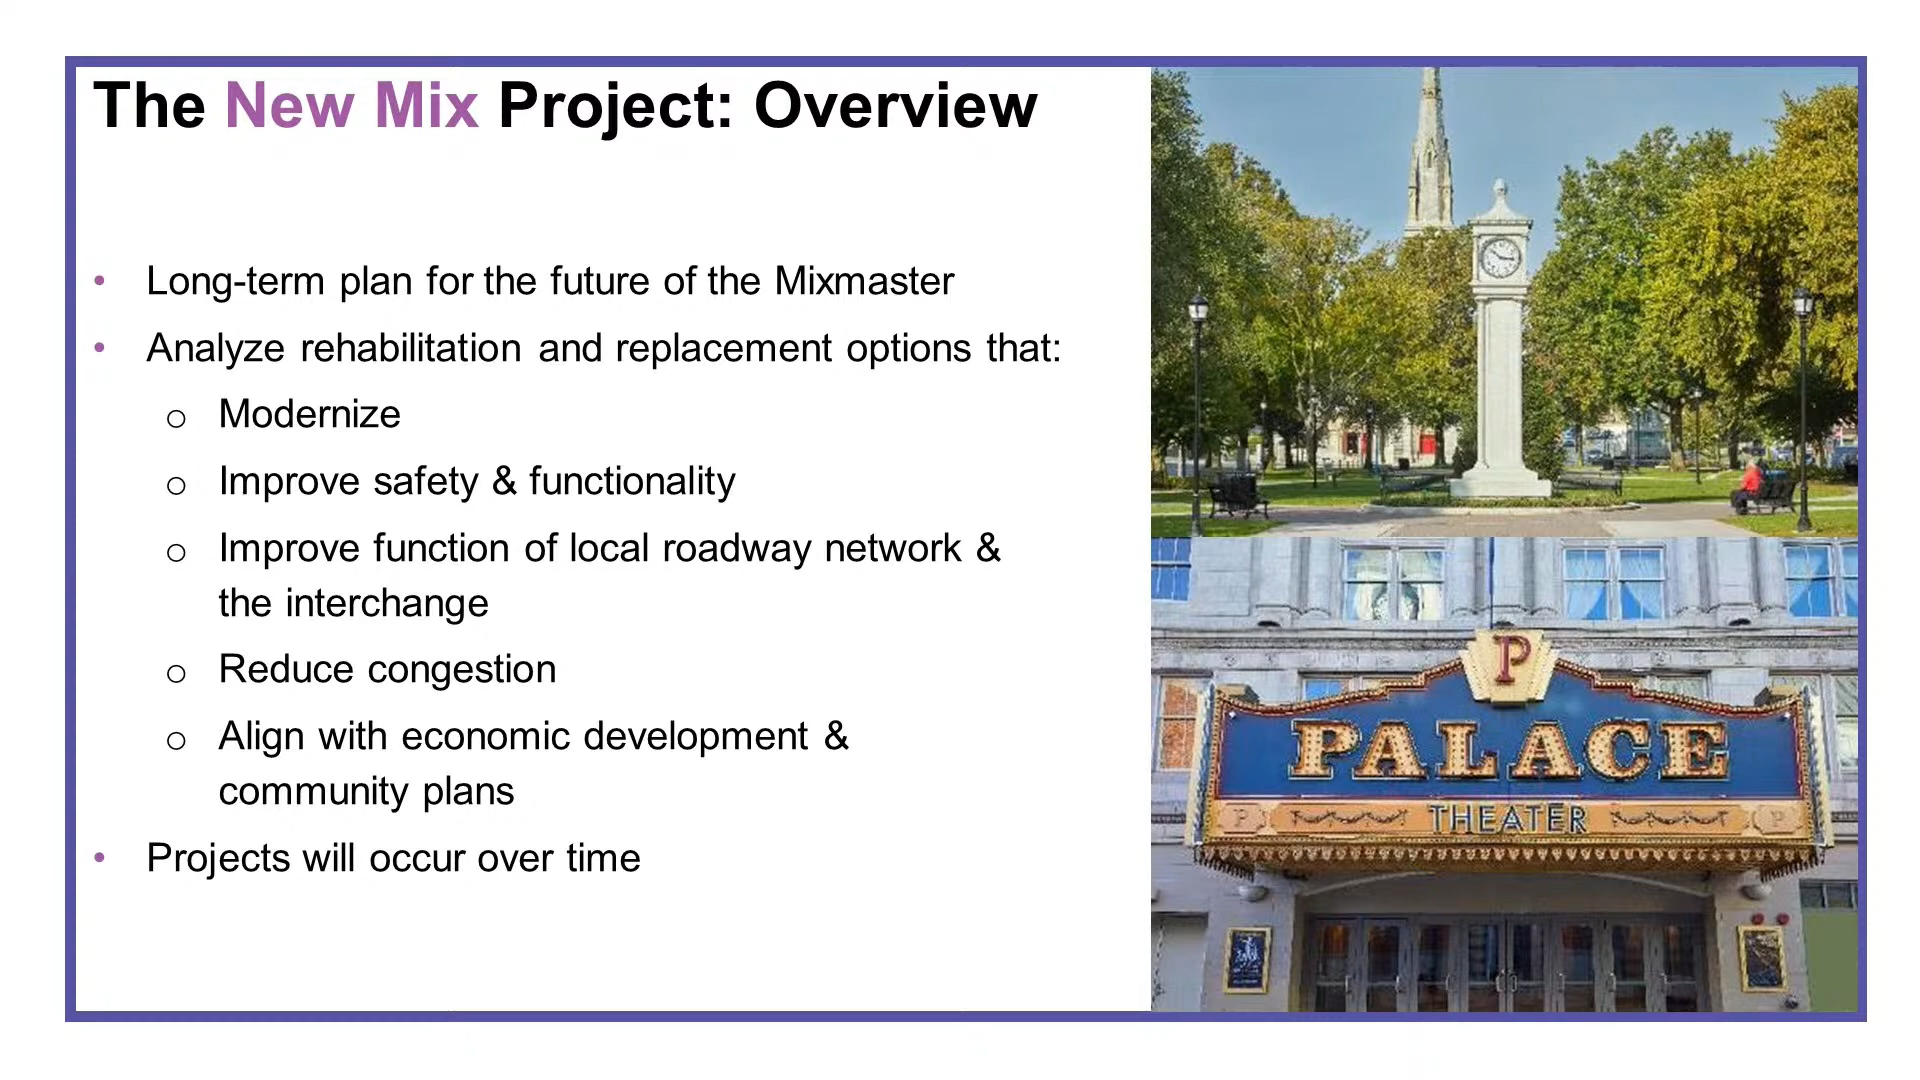 The New Mix Project: Overview
• Long-term plan for the future of the Mixmaster
• Analyze rehabilitation and replacement options that:
o Modernize
o Improve safety & functionality
o Improve function of local roadway network &
the interchange
o Reduce congestion
o Align with economic development &
community plans
• Projects will occur over time
P
PALACE
P THEATER P